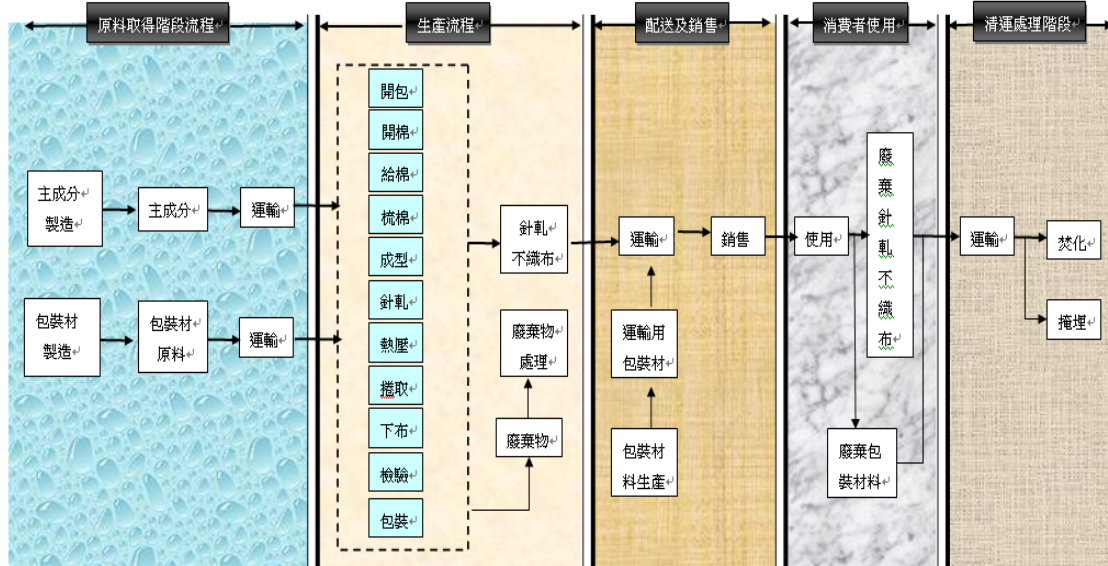 原料取得階段流程
生產流程
配送及銷售
消費者使用
清運處理階段
主成分
製造
主成分
運輸
包裝材
製造
包裝材
原料
運輸
開包
開棉
給棉
梳棉
成型
針軋
熱壓
捲取
下布
檢驗
包裝
針軋
不織布
廢棄物
處理
廢棄物
運輸
銷售
運輸用
包裝材
包裝材
料生產
使用
廢
棄
針
軋
不
織
布
廢棄包
裝材料
運輸
焚化
掩埋